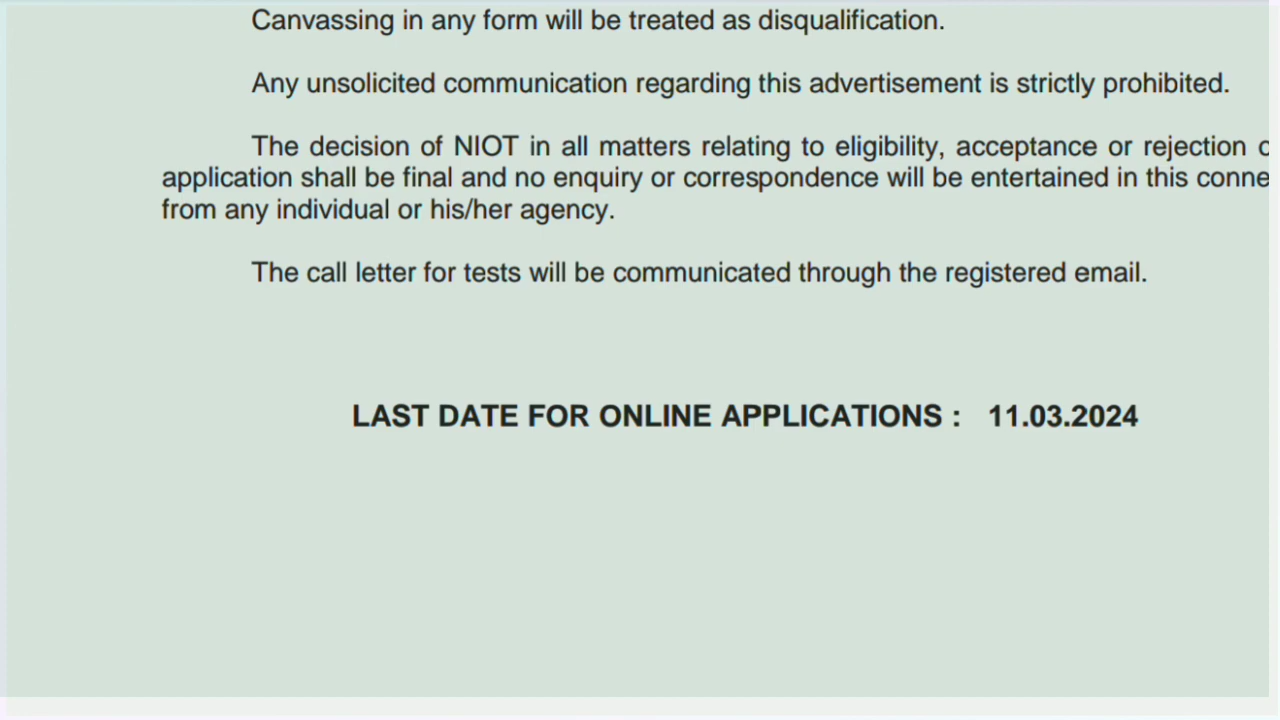 Canvassing in any form will be treated as disqualification.
Any unsolicited communication regarding this advertisement is strictly prohibited.
The decision of NIOT in all matters relating to eligibility, acceptance or rejection
application shall be final and no enquiry or correspondence will be entertained in this
from any individual or his/her agency.
The call letter for tests will be communicated through the registered email.
LAST DATE FOR ONLINE APPLICATIONS : 11.03.2024